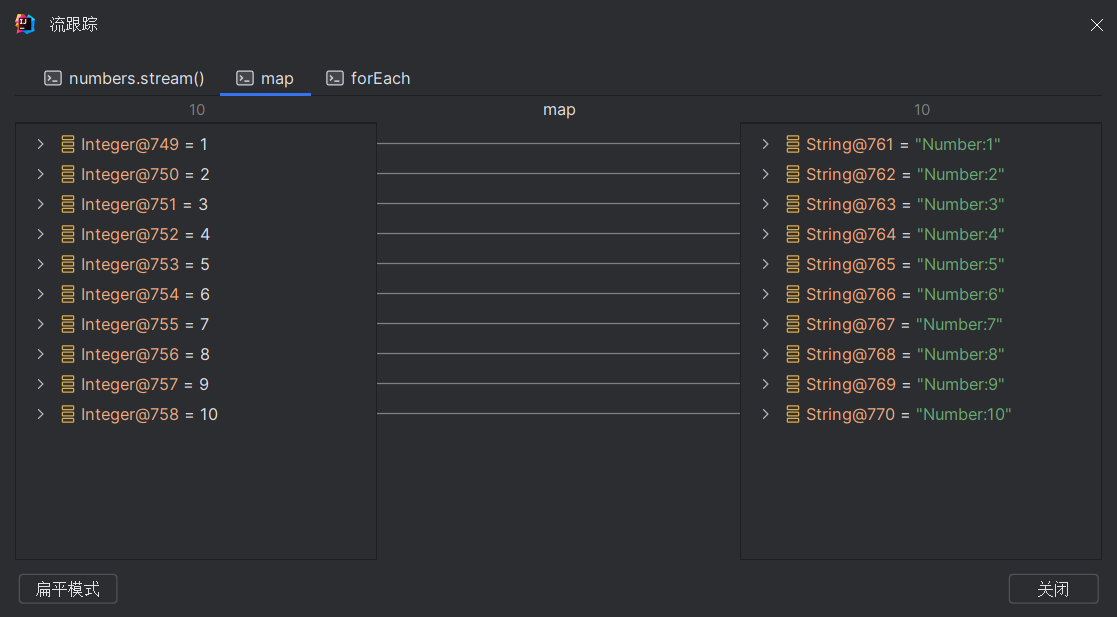 流跟踪
numbers.stream() map forEach
10 map 10
Integer@749 = 1 String@761 = "Number:1"
Integer@750 = 2 String@762 = "Number:2"
Integer@751 = 3 String@763 = "Number:3"
Integer@752 = 4 String@764 = "Number:4"
Integer@753 = 5 String@765 = "Number:5"
Integer@754 = 6 String@766 = "Number:6"
Integer@755 = 7 String@767 = "Number:7"
Integer@756 = 8 String@768 = "Number:8"
Integer@757 = 9 String@769 = "Number:9"
Integer@758 = 10 String@770 = "Number:10"
扁平模式 关闭